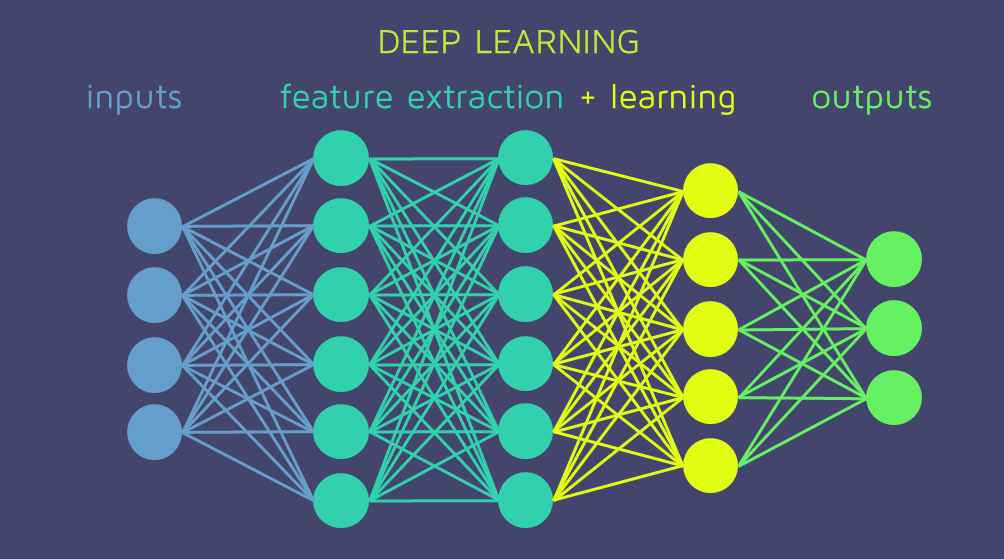 DEEP LEARNING
inputs feature extraction + learning outputs